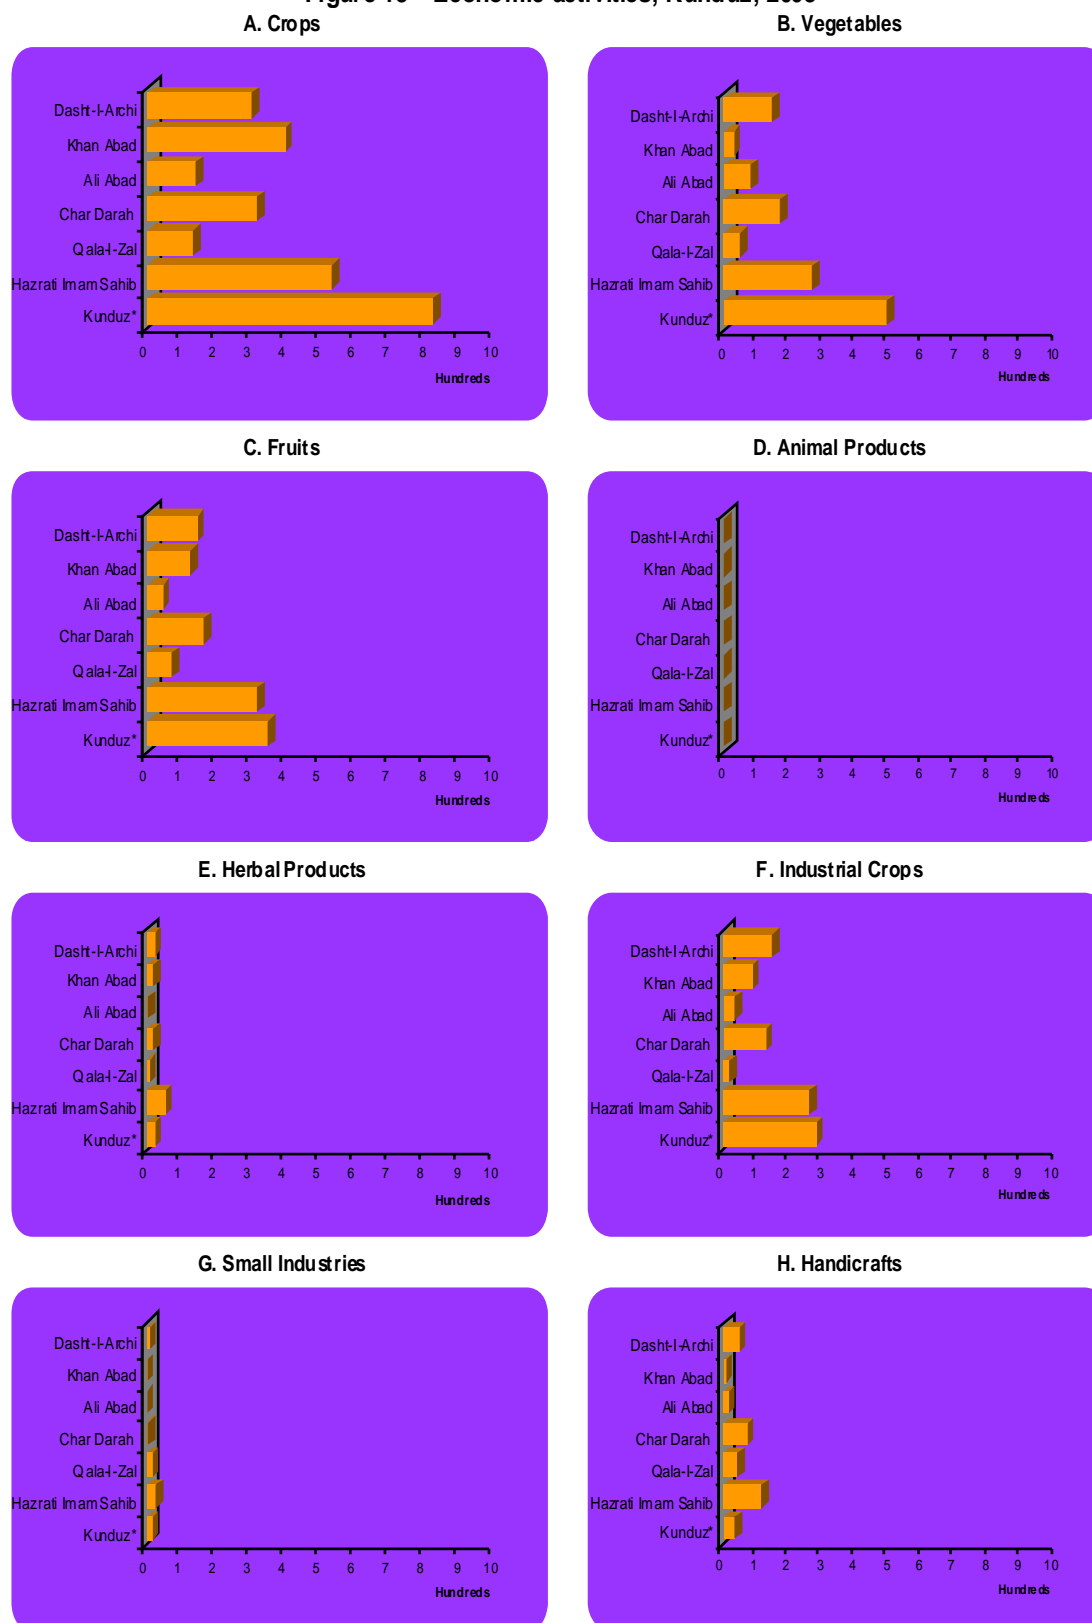 A. Crops
B. Vegetables
Dasht-I-Archi
Khan Abad
Ali Abad
Char Darah
Qala-I-Zal
Hazrati Imam Sahib
Kunduz*
0 1 2 3 4 5 6 7 8 9 10
Hundreds
Dasht-I-Archi
Khan Abad
Ali Abad
Char Darah
Qala-I-Zal
Hazrati Imam Sahib
Kunduz*
0 1 2 3 4 5 6 7 8 9 10
Hundreds
C. Fruits
D. Animal Products
Dasht-I-Archi
Khan Abad
Ali Abad
Char Darah
Qala-I-Zal
Hazrati Imam Sahib
Kunduz*
0 1 2 3 4 5 6 7 8 9 10
Hundreds
Dasht-I-Archi
Khan Abad
Ali Abad
Char Darah
Qala-I-Zal
Hazrati Imam Sahib
Kunduz*
0 1 2 3 4 5 6 7 8 9 10
Hundreds
E. Herbal Products
F. Industrial Crops
Dasht-I-Archi
Khan Abad
Ali Abad
Char Darah
Qala-I-Zal
Hazrati Imam Sahib
Kunduz*
0 1 2 3 4 5 6 7 8 9 10
Hundreds
Dasht-I-Archi
Khan Abad
Ali Abad
Char Darah
Qala-I-Zal
Hazrati Imam Sahib
Kunduz*
0 1 2 3 4 5 6 7 8 9 10
Hundreds
G. Small Industries
H. Handicrafts
Dasht-I-Archi
Khan Abad
Ali Abad
Char Darah
Qala-I-Zal
Hazrati Imam Sahib
Kunduz*
0 1 2 3 4 5 6 7 8 9 10
Hundreds
Dasht-I-Archi
Khan Abad
Ali Abad
Char Darah
Qala-I-Zal
Hazrati Imam Sahib
Kunduz*
0 1 2 3 4 5 6 7 8 9 10
Hundreds